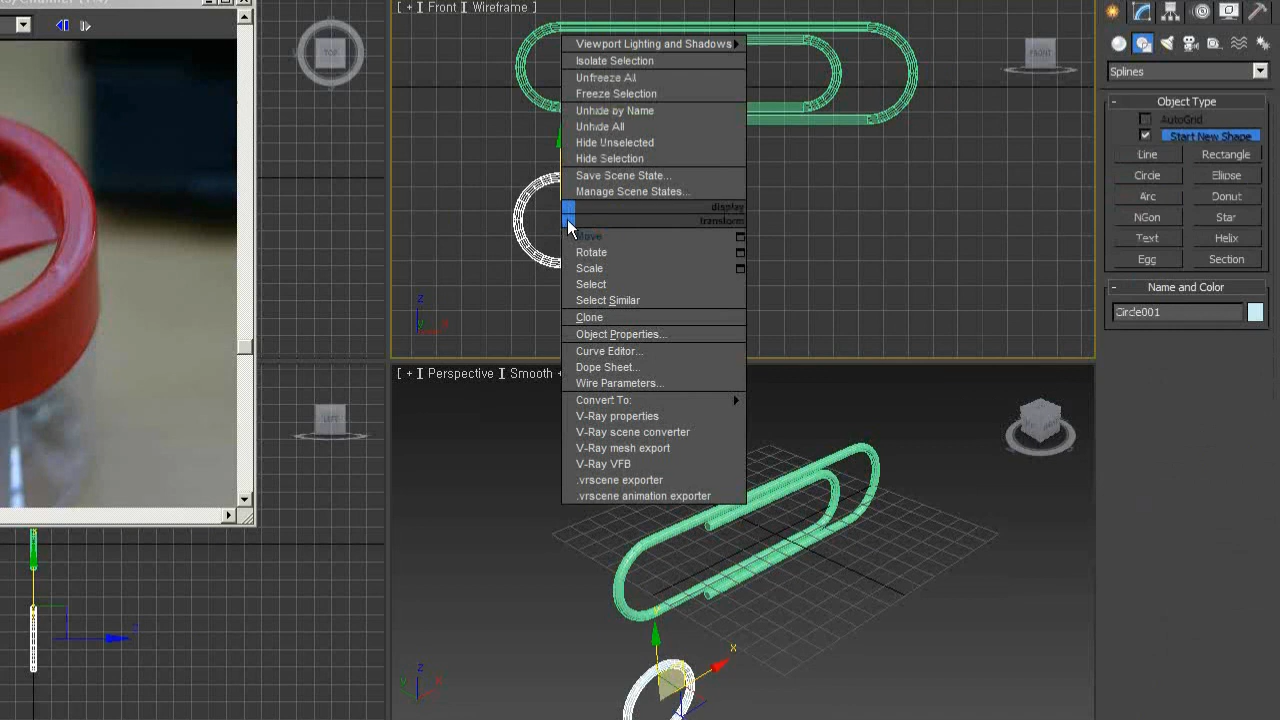 [ + ] [ Front ] [ Wireframe ]
TOP
FRONT
Viewport Lighting and Shadows
Isolate Selection
Unfreeze All
Freeze Selection
Unhide by Name
Unhide All
Hide Unselected
Hide Selection
Save Scene State...
Manage Scene States...
display
transform
Move
Rotate
Scale
Select
Select Similar
Clone
Object Properties...
Curve Editor...
Dope Sheet...
Wire Parameters...
Convert To:
V-Ray properties
V-Ray scene converter
V-Ray mesh export
V-Ray VFB
.vrscene exporter
.vrscene animation exporter
Splines
- Object Type
AutoGrid
Start New Shape
Line Rectangle
Circle Ellipse
Arc Donut
NGon Star
Text Helix
Egg Section
- Name and Color
Circle001
LEFT
[ + ] [ Perspective ] [ Smooth +
z
x
y
z
x